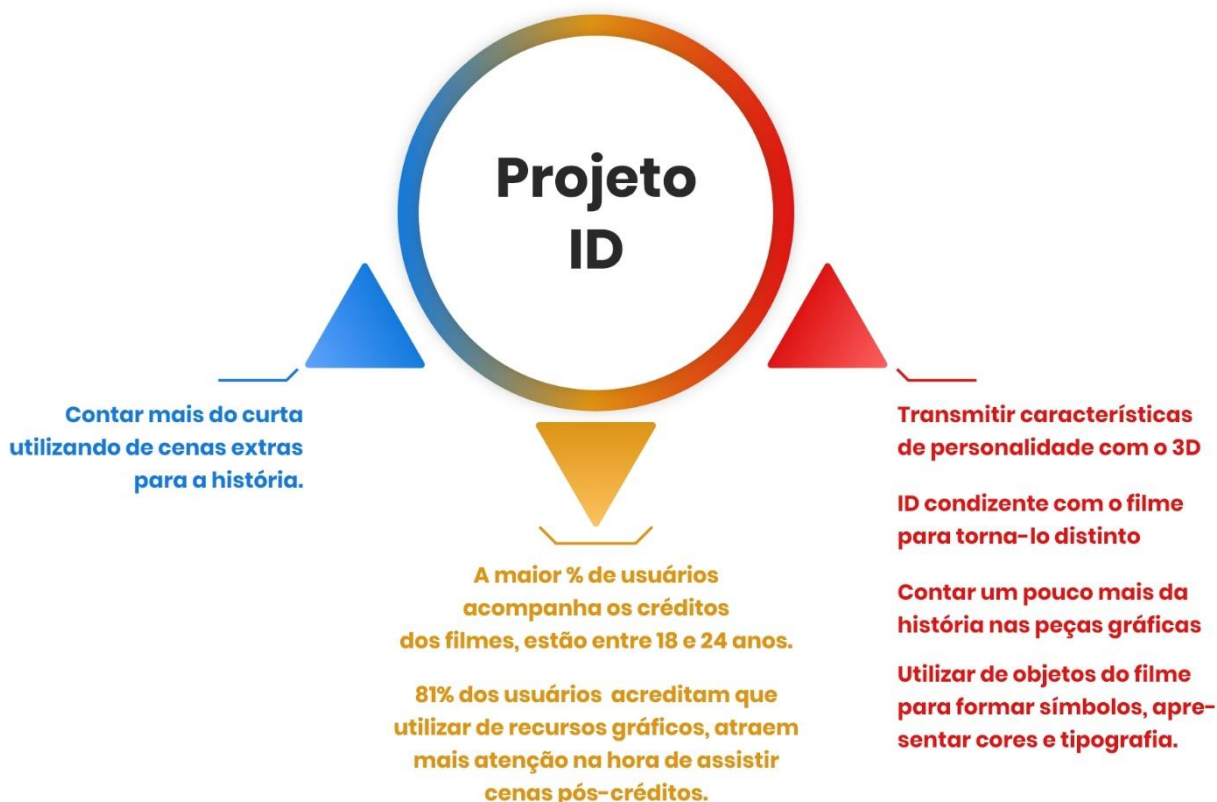 Projeto
ID
Contar mais do curta
utilizando de cenas extras
para a história.
A maior % de usuários
acompanha os créditos
dos filmes, estão entre 18 e 24 anos.
81% dos usuários acreditam que
utilizar de recursos gráficos, atraem
mais atenção na hora de assistir
cenas pós-créditos.
Transmitir características
de personalidade com o 3D
ID condizente com o filme
para torna-lo distinto
Contar um pouco mais da
história nas peças gráficas
Utilizar de objetos do filme
para formar símbolos, apre-
sentar cores e tipografia.